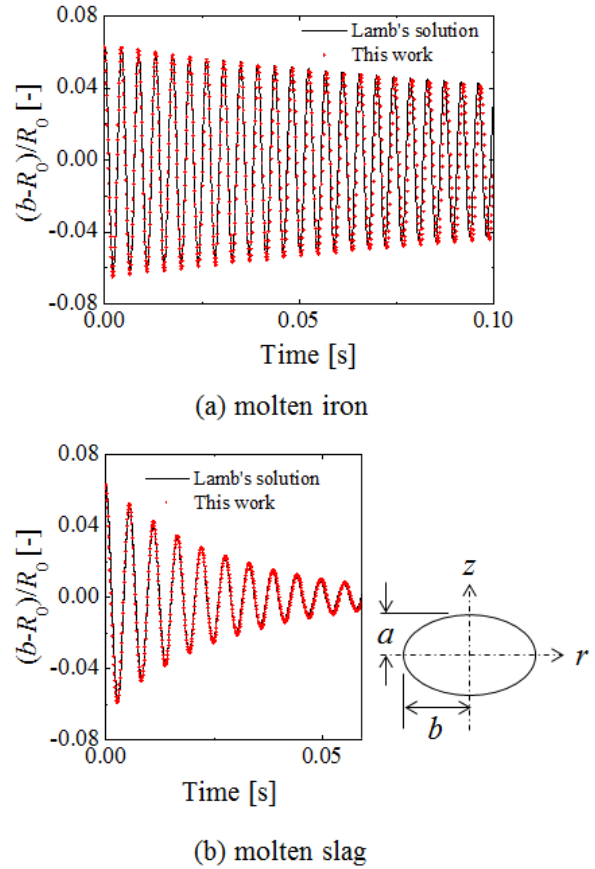 Lamb's solution
This work
(b-R0)/R0 [-]
0.08
0.04
0.00
-0.04
-0.08
0.00 0.05 0.10
Time [s]
(a) molten iron
Lamb's solution
This work
(b-R0)/R0 [-]
0.08
0.04
0.00
-0.04
-0.08
0.00 0.05
Time [s]
z
a
r
b
(b) molten slag